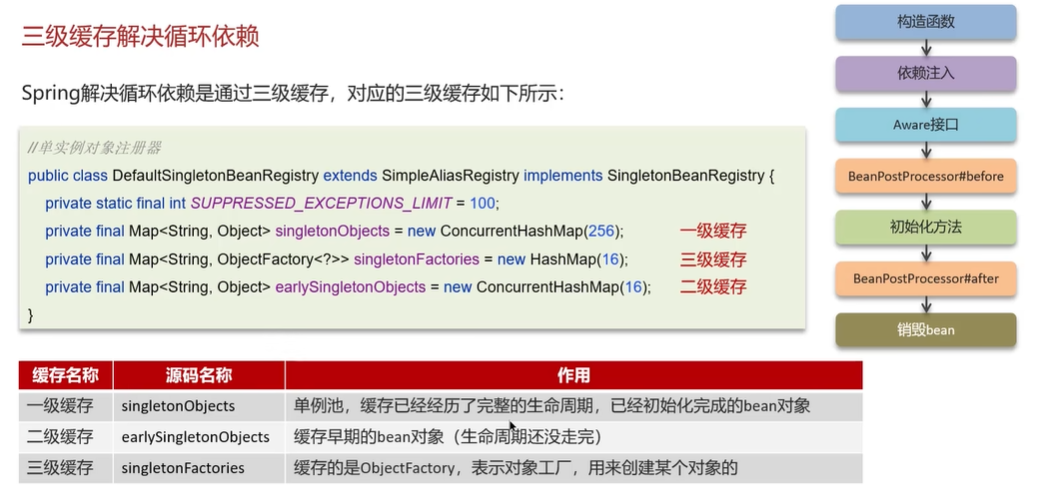 三级缓存解决循环依赖
Spring解决循环依赖是通过三级缓存，对应的三级缓存如下所示：
//单实例对象注册器
public class DefaultSingletonBeanRegistry extends SimpleAliasRegistry implements SingletonBeanRegistry {
private static final int SUPPRESSED_EXCEPTIONS_LIMIT = 100;
private final Map<String, Object> singletonObjects = new ConcurrentHashMap(256); 一级缓存
private final Map<String, ObjectFactory<?>> singletonFactories = new HashMap(16); 三级缓存
private final Map<String, Object> earlySingletonObjects = new ConcurrentHashMap(16); 二级缓存
}
缓存名称 源码名称 作用
一级缓存 singletonObjects 单例池，缓存已经经历了完整的生命周期，已经初始化完成的bean对象
二级缓存 earlySingletonObjects 缓存早期的bean对象（生命周期还没走完）
三级缓存 singletonFactories 缓存的是ObjectFactory，表示对象工厂，用来创建某个对象的
构造函数
依赖注入
Aware接口
BeanPostProcessor#before
初始化方法
BeanPostProcessor#after
销毁bean